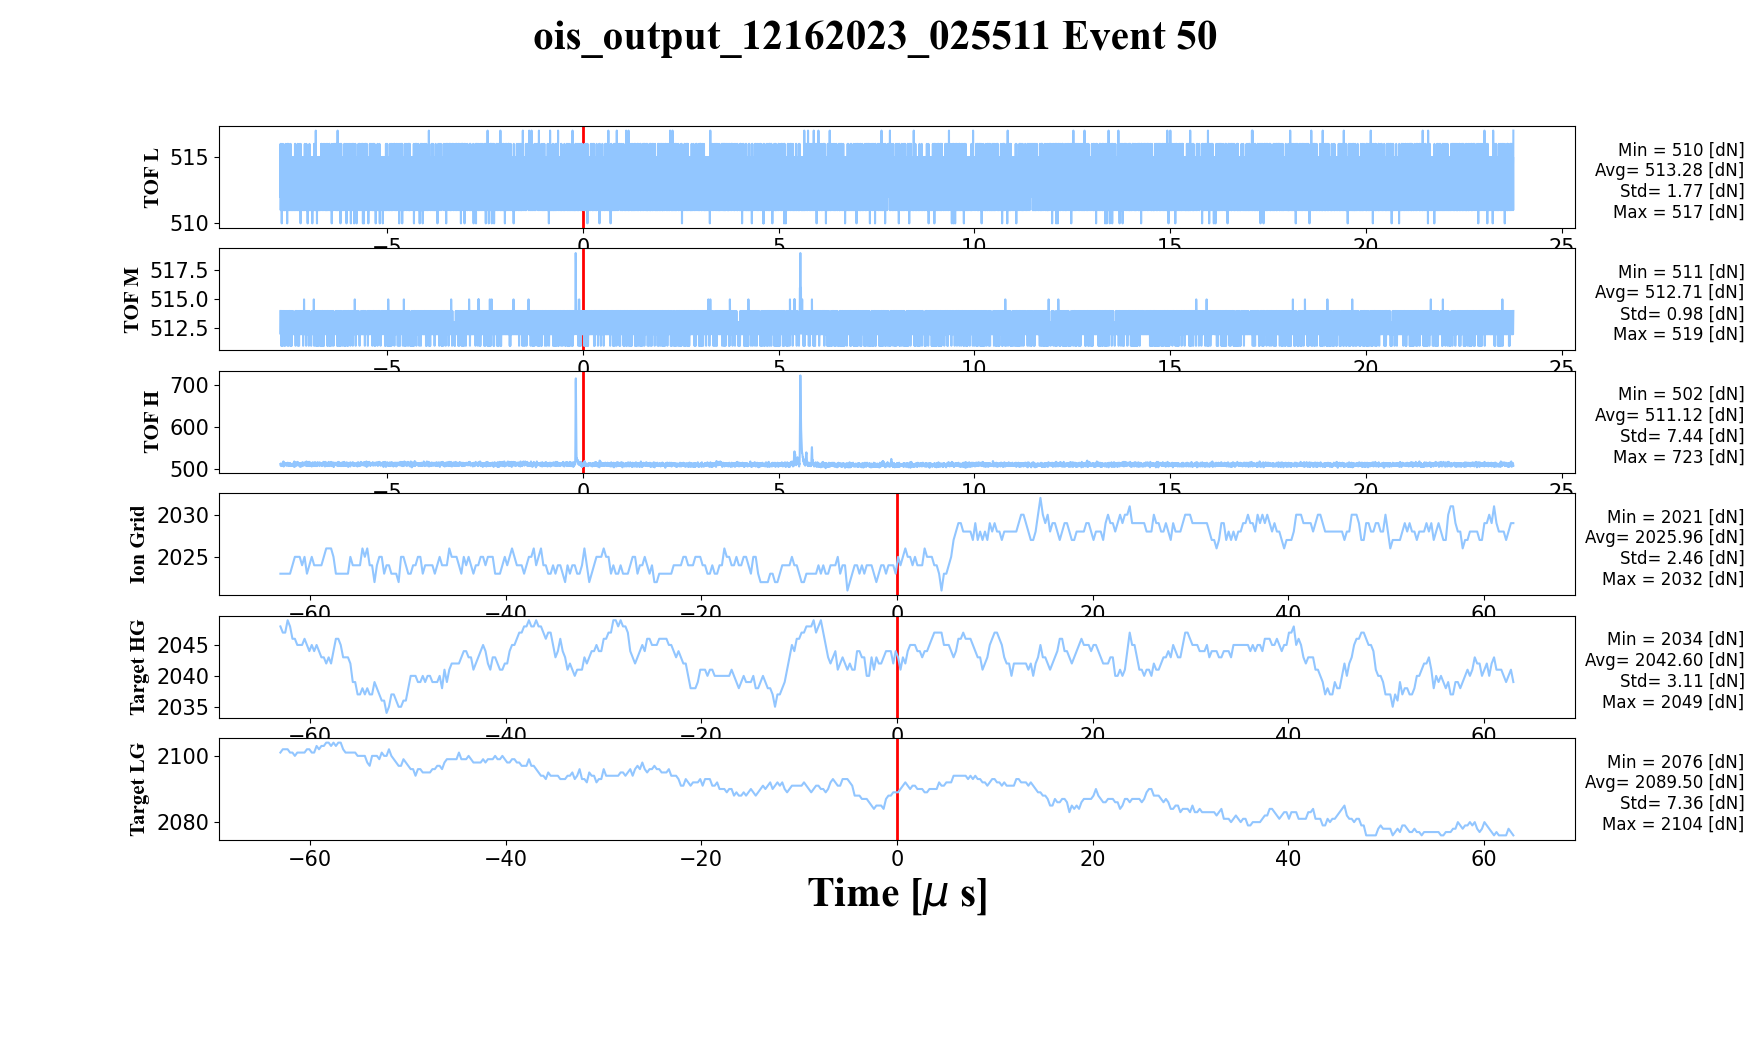 ois_output_12162023_025511 Event 50
TOF L
515
510
−5 0 5 10 15 20 25
Min = 510 [dN]
Avg= 513.28 [dN]
Std= 1.77 [dN]
Max = 517 [dN]
TOF M
517.5
515.0
512.5
−5 0 5 10 15 20 25
Min = 511 [dN]
Avg= 512.71 [dN]
Std= 0.98 [dN]
Max = 519 [dN]
TOF H
700
600
500
−5 0 5 10 15 20 25
Min = 502 [dN]
Avg= 511.12 [dN]
Std= 7.44 [dN]
Max = 723 [dN]
Ion Grid
2030
2025
−60 −40 −20 0 20 40 60
Min = 2021 [dN]
Avg= 2025.96 [dN]
Std= 2.46 [dN]
Max = 2032 [dN]
Target HG
2045
2040
2035
−60 −40 −20 0 20 40 60
Min = 2034 [dN]
Avg= 2042.60 [dN]
Std= 3.11 [dN]
Max = 2049 [dN]
Target LG
2100
2080
−60 −40 −20 0 20 40 60
Min = 2076 [dN]
Avg= 2089.50 [dN]
Std= 7.36 [dN]
Max = 2104 [dN]
Time [μ s]